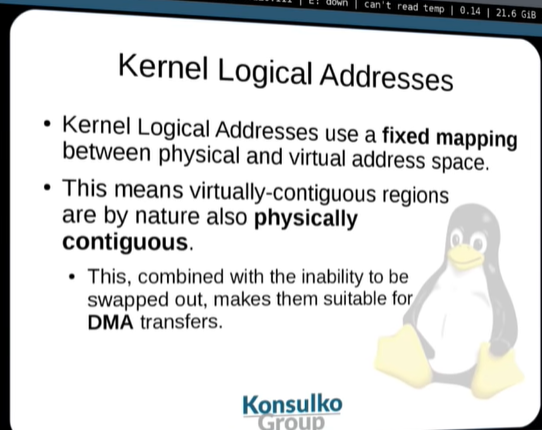 down | can't read temp | 0.14 | 21.6 GiB
Kernel Logical Addresses
• Kernel Logical Addresses use a fixed mapping
between physical and virtual address space.
• This means virtually-contiguous regions
are by nature also physically
contiguous.
• This, combined with the inability to be
swapped out, makes them suitable for
DMA transfers.
Konsulko
Group